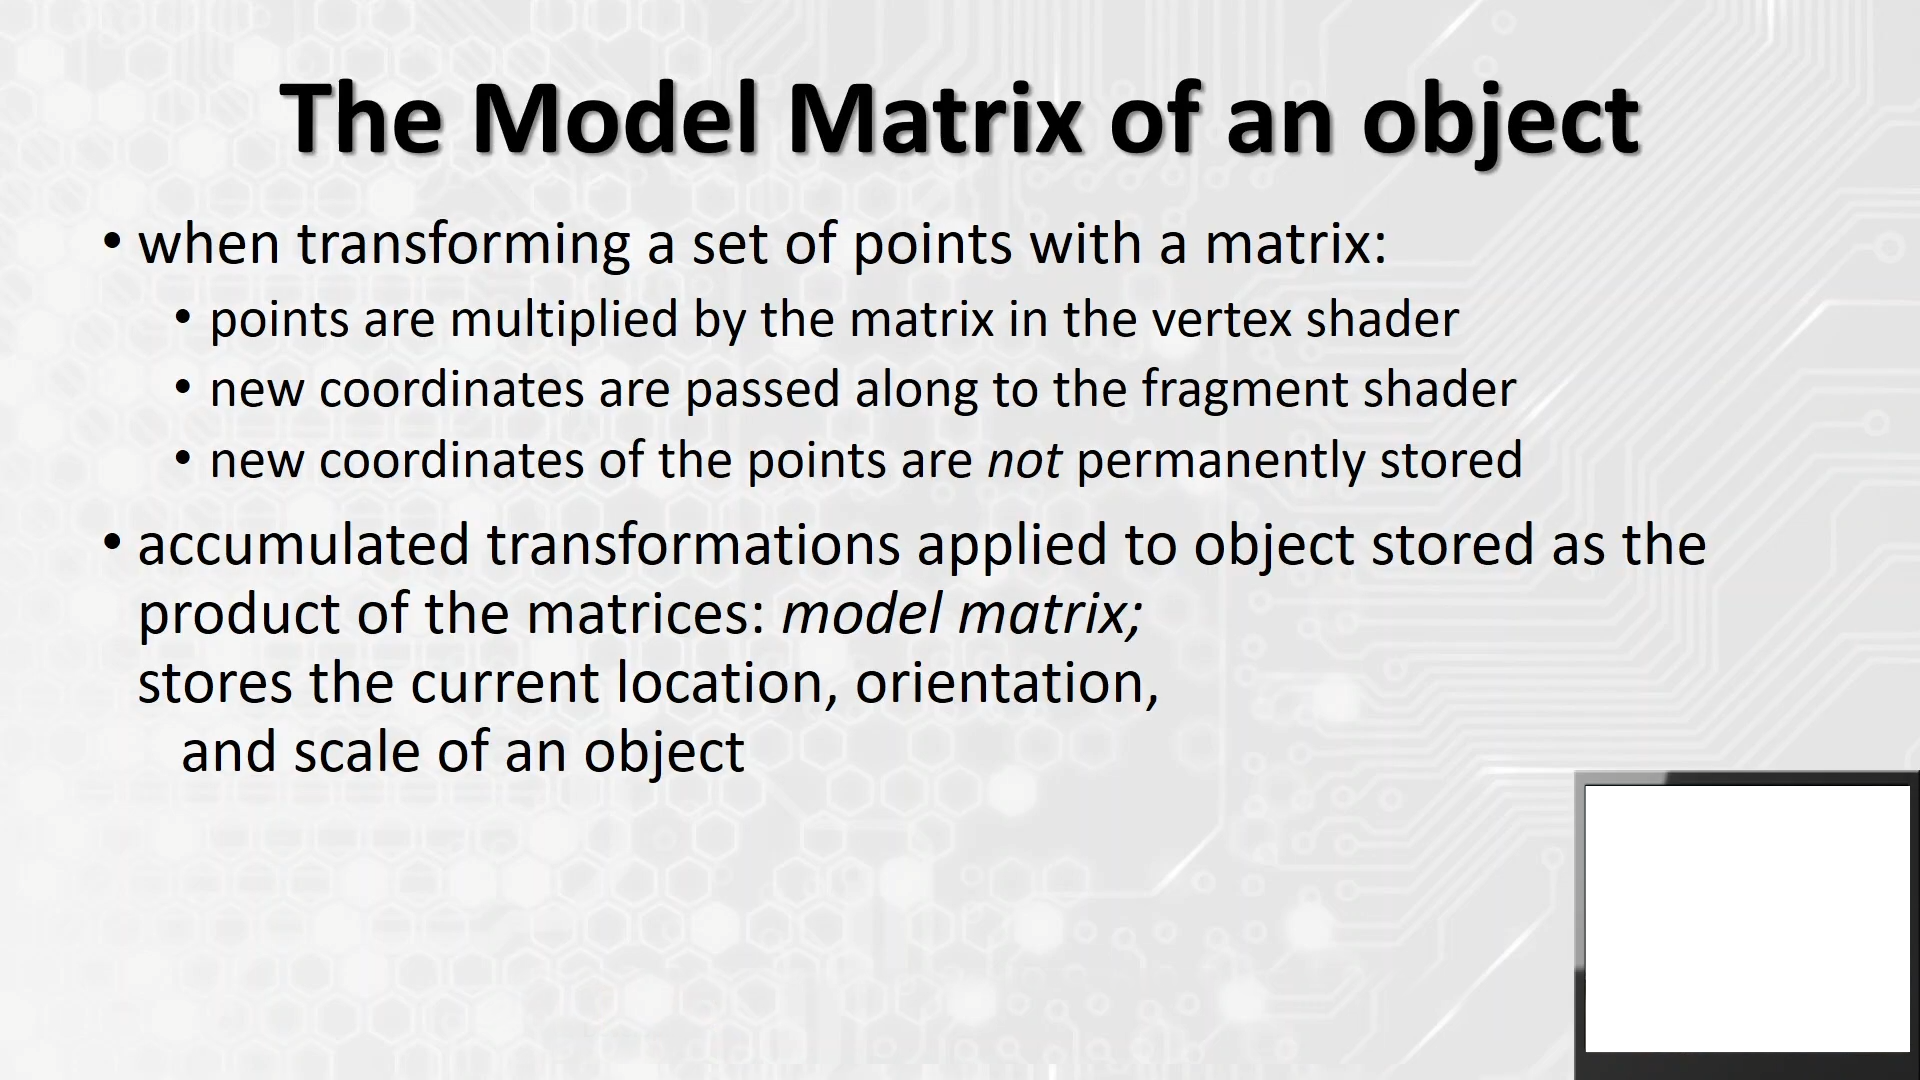 The Model Matrix of an object
• when transforming a set of points with a matrix:
• points are multiplied by the matrix in the vertex shader
• new coordinates are passed along to the fragment shader
• new coordinates of the points are not permanently stored
• accumulated transformations applied to object stored as the
product of the matrices: model matrix;
stores the current location, orientation,
and scale of an object